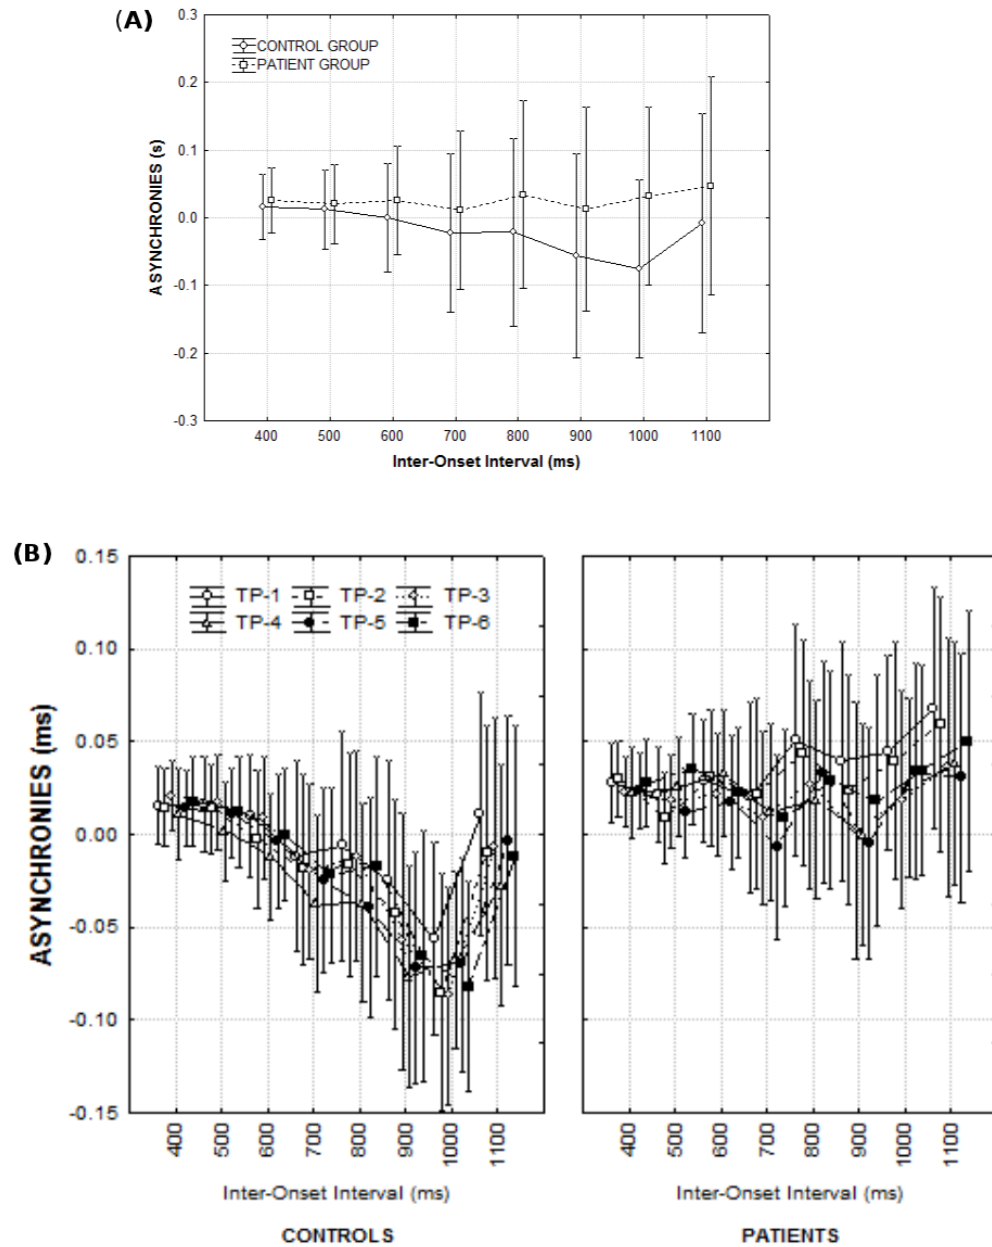 (A)
0.3
CONTROL GROUP
PATIENT GROUP
0.2
0.1
0.0
-0.1
-0.2
-0.3
ASYNCHRONIES (s)
400 500 600 700 800 900 1000 1100
Inter-Onset Interval (ms)
(B)
0.15
TP-1 TP-2 TP-3
TP-4 TP-5 TP-6
0.10
0.05
0.00
-0.05
-0.10
-0.15
ASYNCHRONIES (ms)
400 500 600 700 800 900 1000 1100
400 500 600 700 800 900 1000 1100
Inter-Onset Interval (ms) Inter-Onset Interval (ms)
CONTROLS PATIENTS